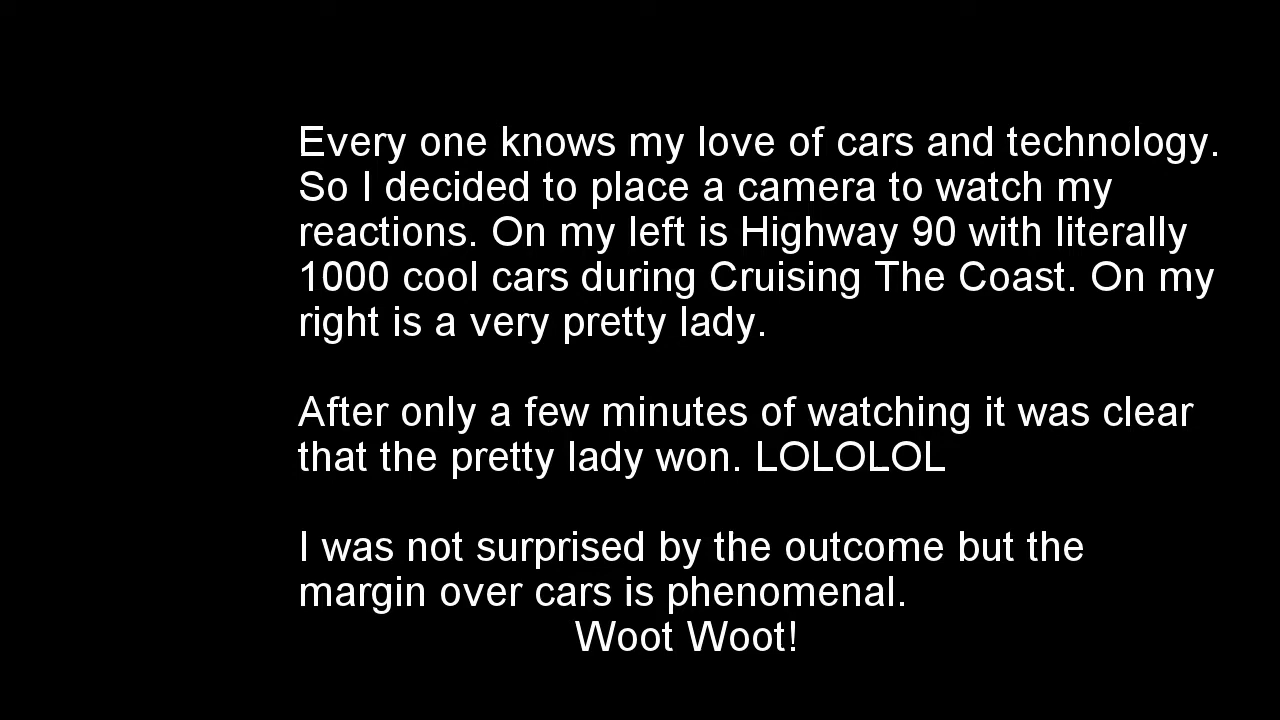 Every one knows my love of cars and technology.
So I decided to place a camera to watch my
reactions. On my left is Highway 90 with literally
1000 cool cars during Cruising The Coast. On my
right is a very pretty lady.
After only a few minutes of watching it was clear
that the pretty lady won. LOLOLOL
I was not surprised by the outcome but the
margin over cars is phenomenal.
Woot Woot!